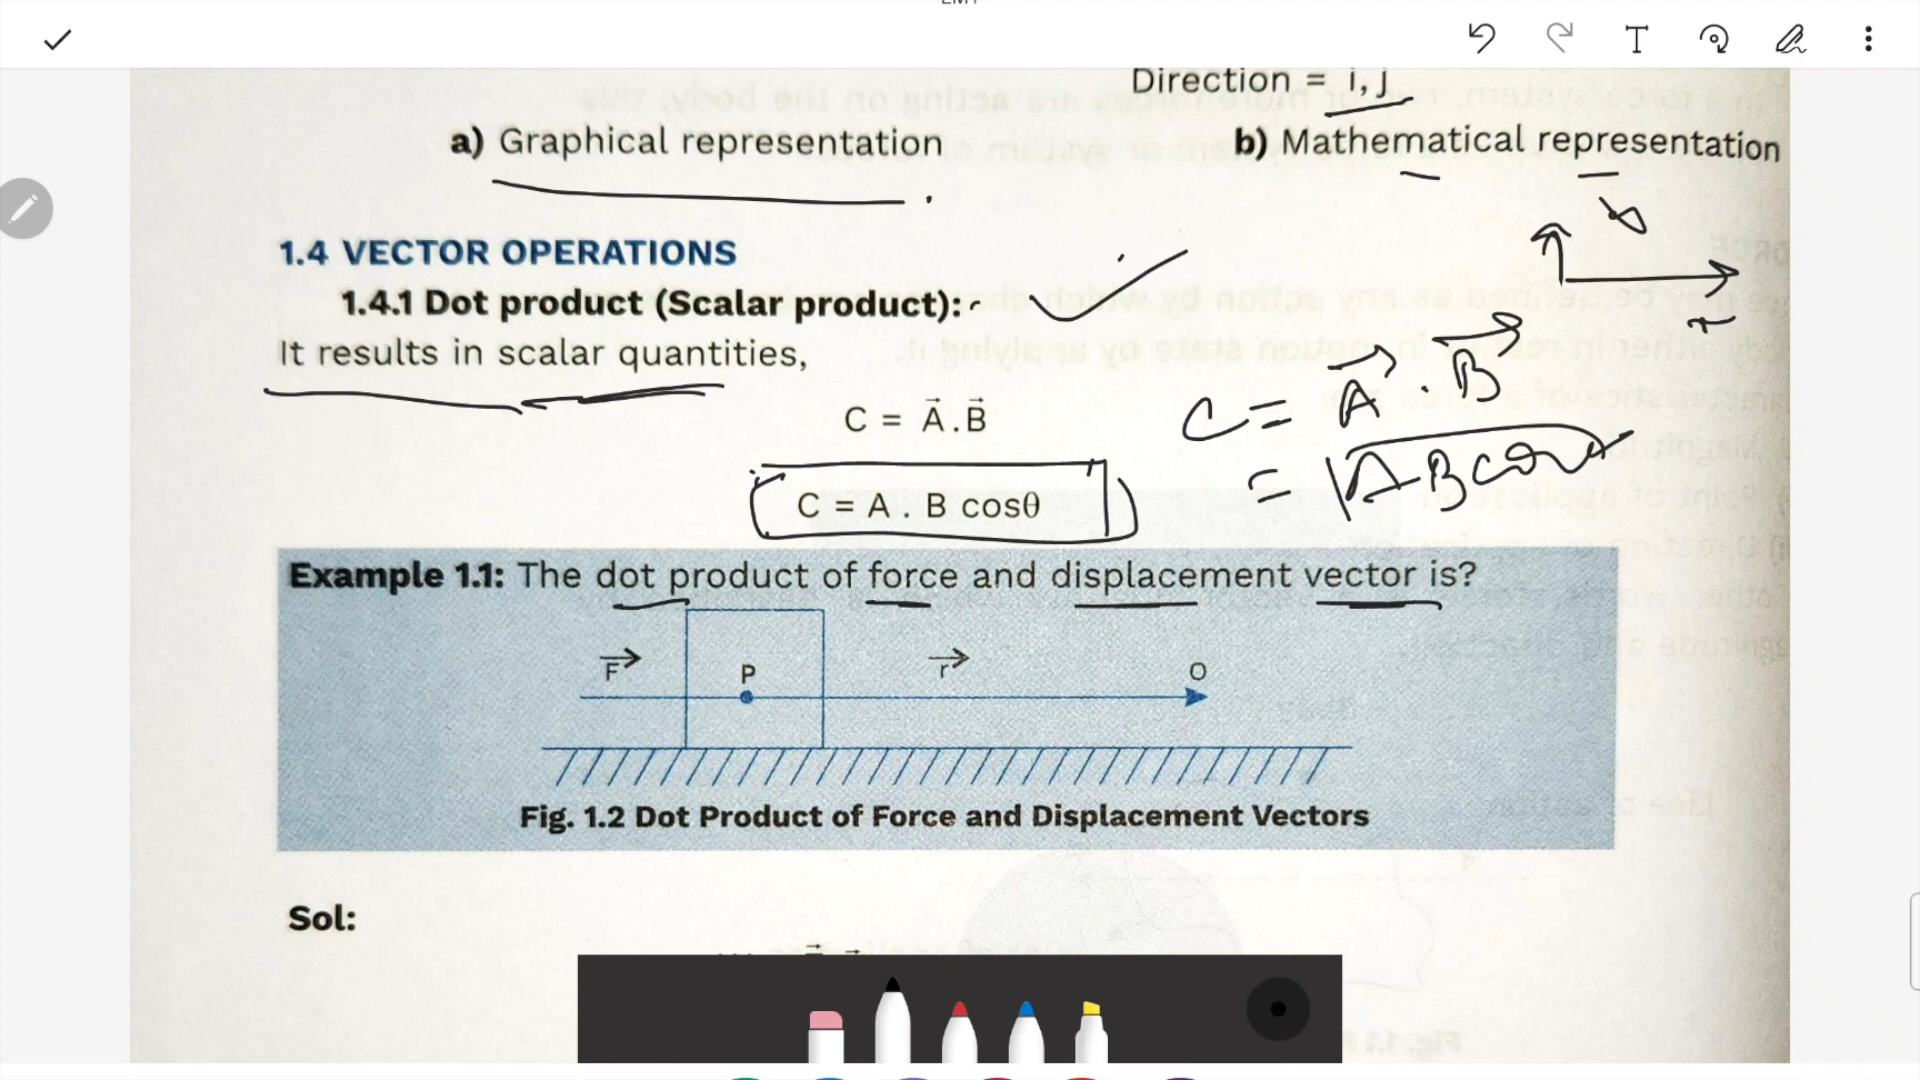 Direction = i, j
a) Graphical representation
b) Mathematical representation
1.4 VECTOR OPERATIONS
1.4.1 Dot product (Scalar product):-
It results in scalar quantities,
C = A⃗ . B⃗
C = A⃗ . B⃗
C = A . B cosθ
= A B cos
Example 1.1: The dot product of force and displacement vector is?
F⃗ P r⃗ O
Fig. 1.2 Dot Product of Force and Displacement Vectors
Sol: